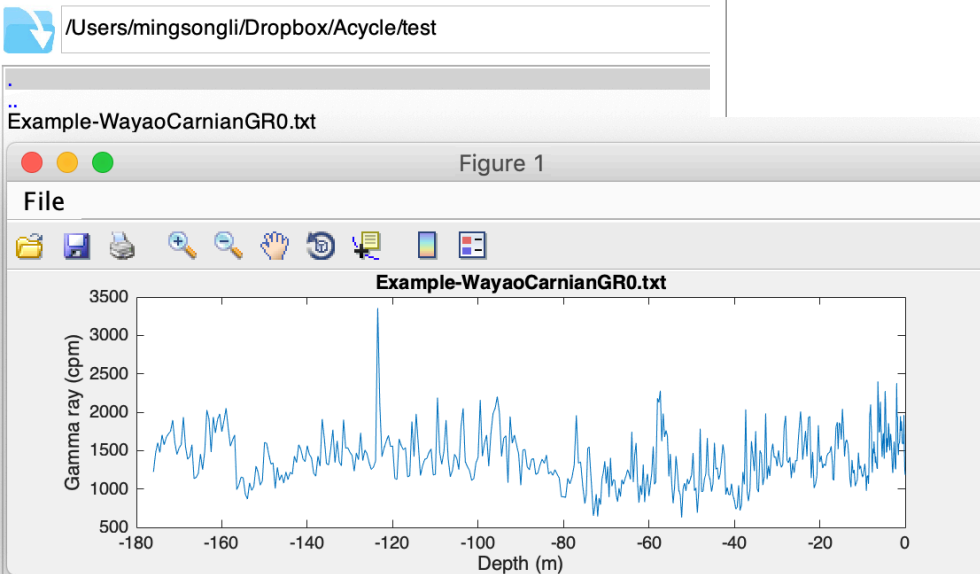 /Users/mingsongli/Dropbox/Acycle/test
.
..
Example-WayaoCarnianGR0.txt
Figure 1
File
Example-WayaoCarnianGR0.txt
3500
3000
2500
2000
1500
1000
500
Gamma ray (cpm)
-180 -160 -140 -120 -100 -80 -60 -40 -20 0
Depth (m)